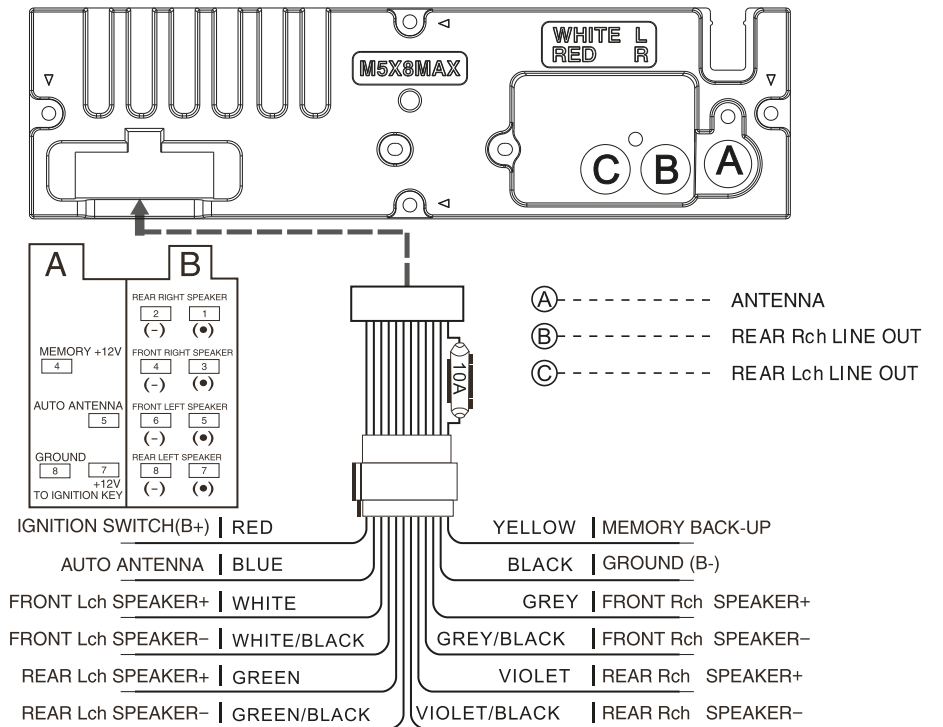 WHITE L
RED R
M5X8MAX
C B A
A B
REAR RIGHT SPEAKER
2 1
(-) (•)
MEMORY +12V
4
FRONT RIGHT SPEAKER
4 3
(-) (•)
AUTO ANTENNA
5
FRONT LEFT SPEAKER
6 5
(-) (•)
GROUND
8 7
+12V
TO IGNITION KEY
REAR LEFT SPEAKER
8 7
(-) (•)
10A
A ANTENNA
B REAR Rch LINE OUT
C REAR Lch LINE OUT
IGNITION SWITCH(B+) RED
AUTO ANTENNA BLUE
FRONT Lch SPEAKER+ WHITE
FRONT Lch SPEAKER− WHITE/BLACK
REAR Lch SPEAKER+ GREEN
REAR Lch SPEAKER− GREEN/BLACK
YELLOW MEMORY BACK-UP
BLACK GROUND (B-)
GREY FRONT Rch SPEAKER+
GREY/BLACK FRONT Rch SPEAKER−
VIOLET REAR Rch SPEAKER+
VIOLET/BLACK REAR Rch SPEAKER−